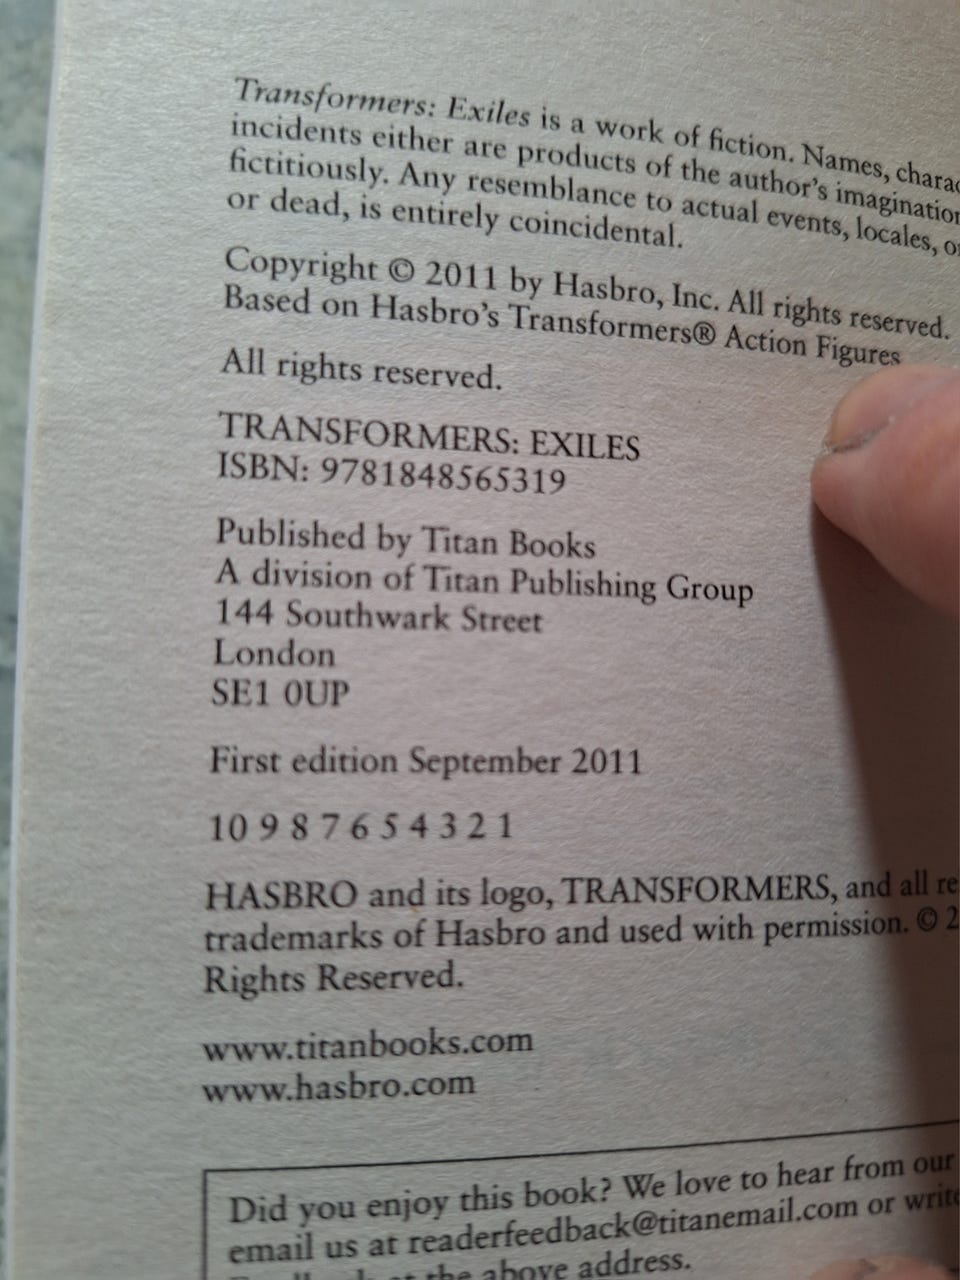 Transformers: Exiles is a work of fiction. Names,
incidents either are products of the author's
fictitiously. Any resemblance to actual events, locales,
or dead, is entirely coincidental.
Copyright © 2011 by Hasbro, Inc. All rights reserved.
Based on Hasbro's Transformers® Action Figures
All rights reserved.
TRANSFORMERS: EXILES
ISBN: 9781848565319
Published by Titan Books
A division of Titan Publishing Group
144 Southwark Street
London
SE1 0UP
First edition September 2011
10 9 8 7 6 5 4 3 2 1
HASBRO and its logo, TRANSFORMERS, and all
trademarks of Hasbro and used with permission. ©
Rights Reserved.
www.titanbooks.com
www.hasbro.com
Did you enjoy this book? We love to hear from our
email us at readerfeedback@titanemail.com or
at the above address.